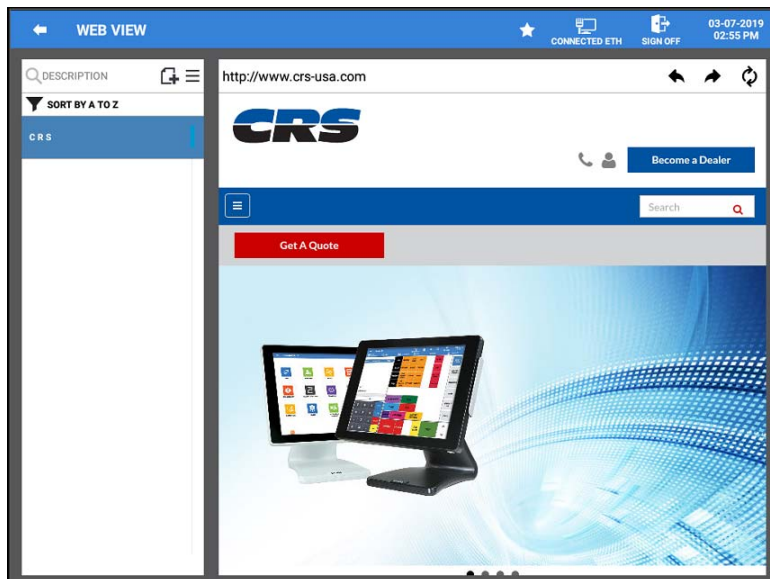 WEB VIEW
CONNECTED ETH
SIGN OFF
03-07-2019
02:55 PM
DESCRIPTION
SORT BY A TO Z
C R S
http://www.crs-usa.com
CRS
Become a Dealer
Search
Get A Quote